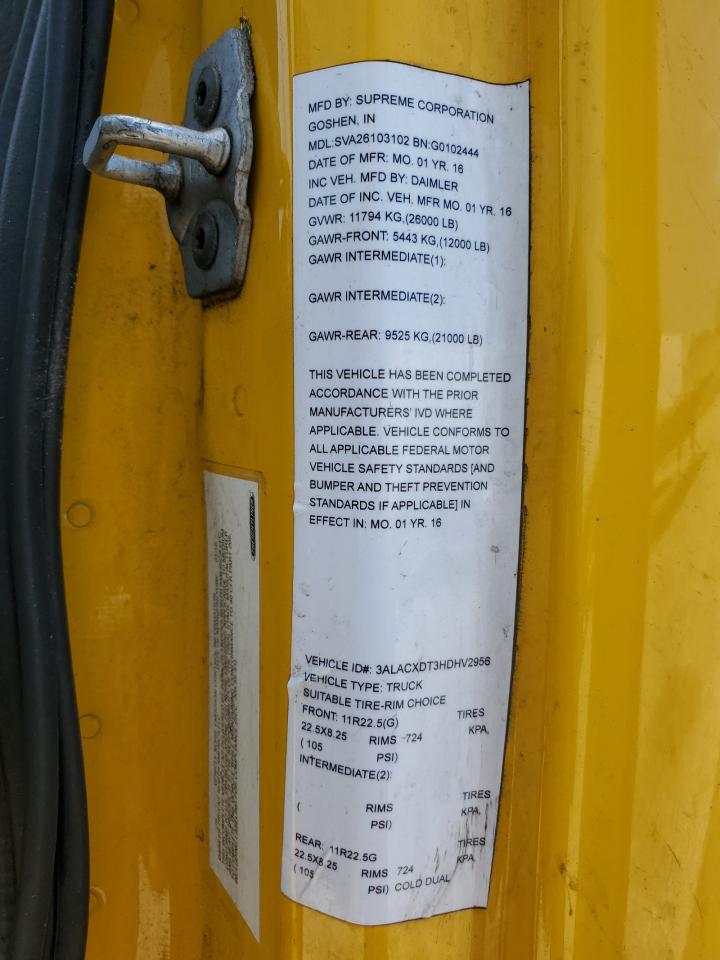 MFD BY: SUPREME CORPORATION
GOSHEN, IN
MDL:SVA26103102 BN:G0102444
DATE OF MFR: MO. 01 YR. 16
INC VEH. MFD BY: DAIMLER
DATE OF INC. VEH. MFR MO. 01 YR. 16
GVWR: 11794 KG,(26000 LB)
GAWR-FRONT: 5443 KG,(12000 LB)
GAWR INTERMEDIATE(1):
GAWR INTERMEDIATE(2):
GAWR-REAR: 9525 KG,(21000 LB)
THIS VEHICLE HAS BEEN COMPLETED
ACCORDANCE WITH THE PRIOR
MANUFACTURERS' IVD WHERE
APPLICABLE. VEHICLE CONFORMS TO
ALL APPLICABLE FEDERAL MOTOR
VEHICLE SAFETY STANDARDS [AND
BUMPER AND THEFT PREVENTION
STANDARDS IF APPLICABLE] IN
EFFECT IN: MO. 01 YR. 16
VEHICLE ID#: 3ALACXDT3HDHV2956
VEHICLE TYPE: TRUCK
SUITABLE TIRE-RIM CHOICE
FRONT: 11R22.5(G) TIRES
22.5X8.25 RIMS 724 KPA,
( 105 PSI)
INTERMEDIATE(2):
TIRES
( RIMS KPA,
PSI)
REAR: 11R22.5G TIRES
22.5X8.25 RIMS 724 KPA,
( 105 PSI) COLD DUAL